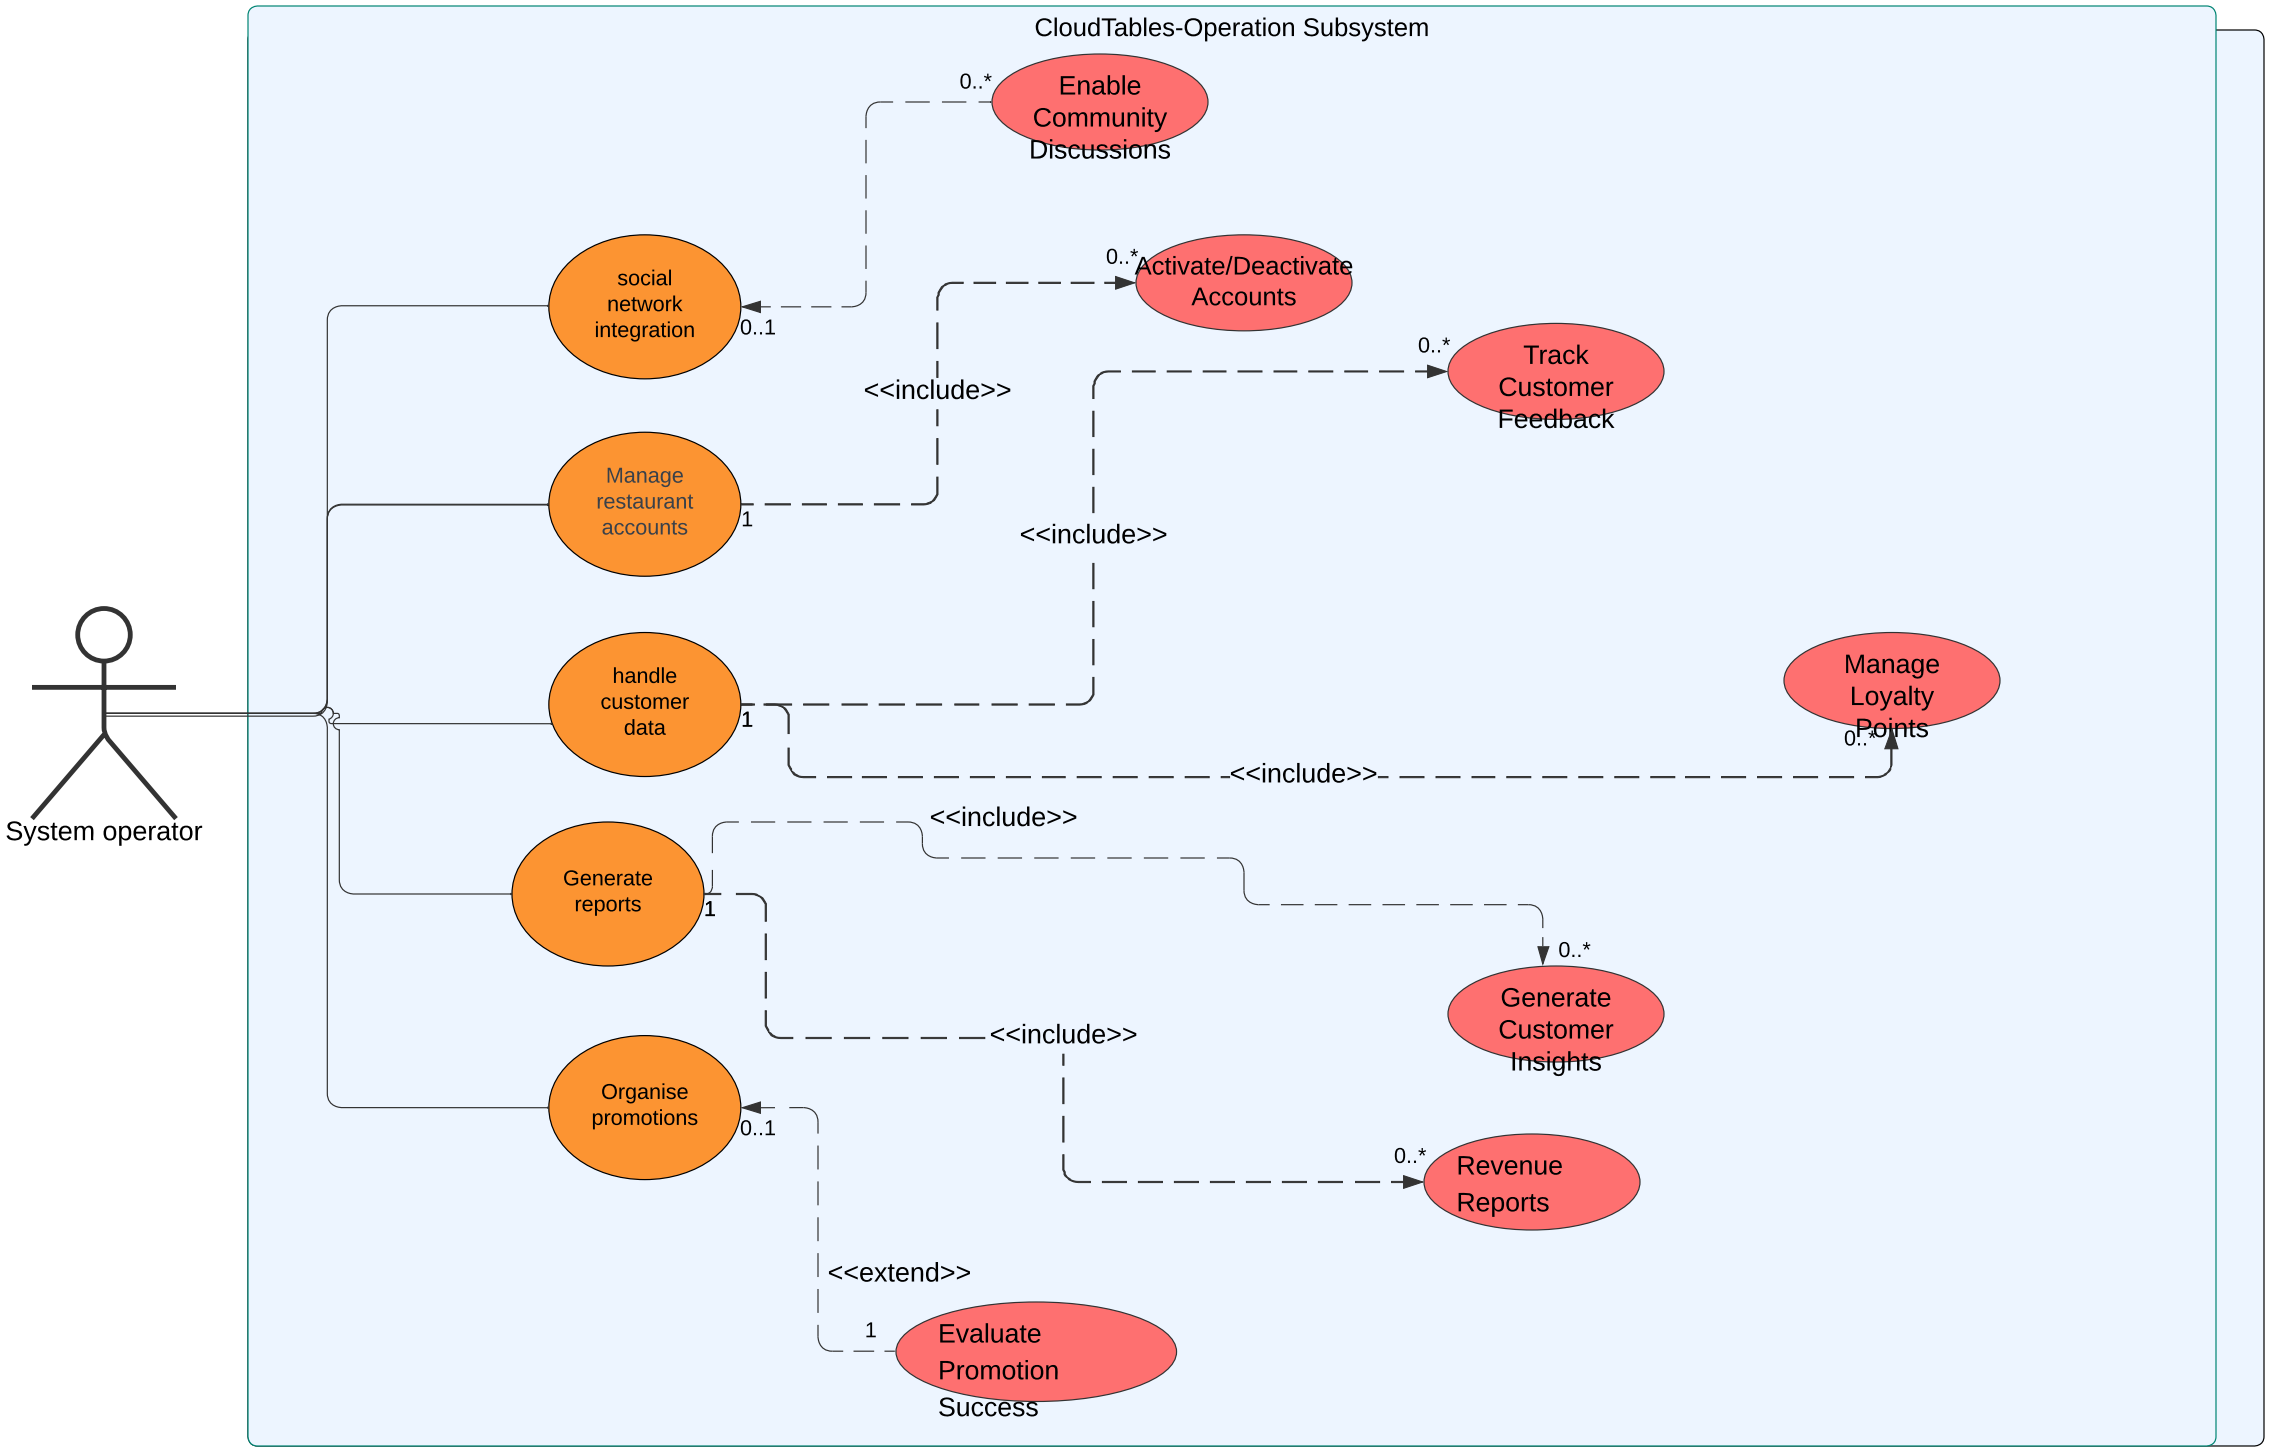 CloudTables-Operation Subsystem
0..*
Enable
Community
Discussions
social
network
integration
0..1
0..*
Activate/Deactivate
Accounts
<<include>>
0..*
Track
Customer
Feedback
Manage
restaurant
accounts
1
<<include>>
handle
customer
data
1
Manage
Loyalty
Points
0..*
<<include>>
System operator
<<include>>
Generate
reports
1
0..*
Generate
Customer
Insights
<<include>>
Organise
promotions
0..1
0..*
Revenue
Reports
<<extend>>
1
Evaluate
Promotion
Success